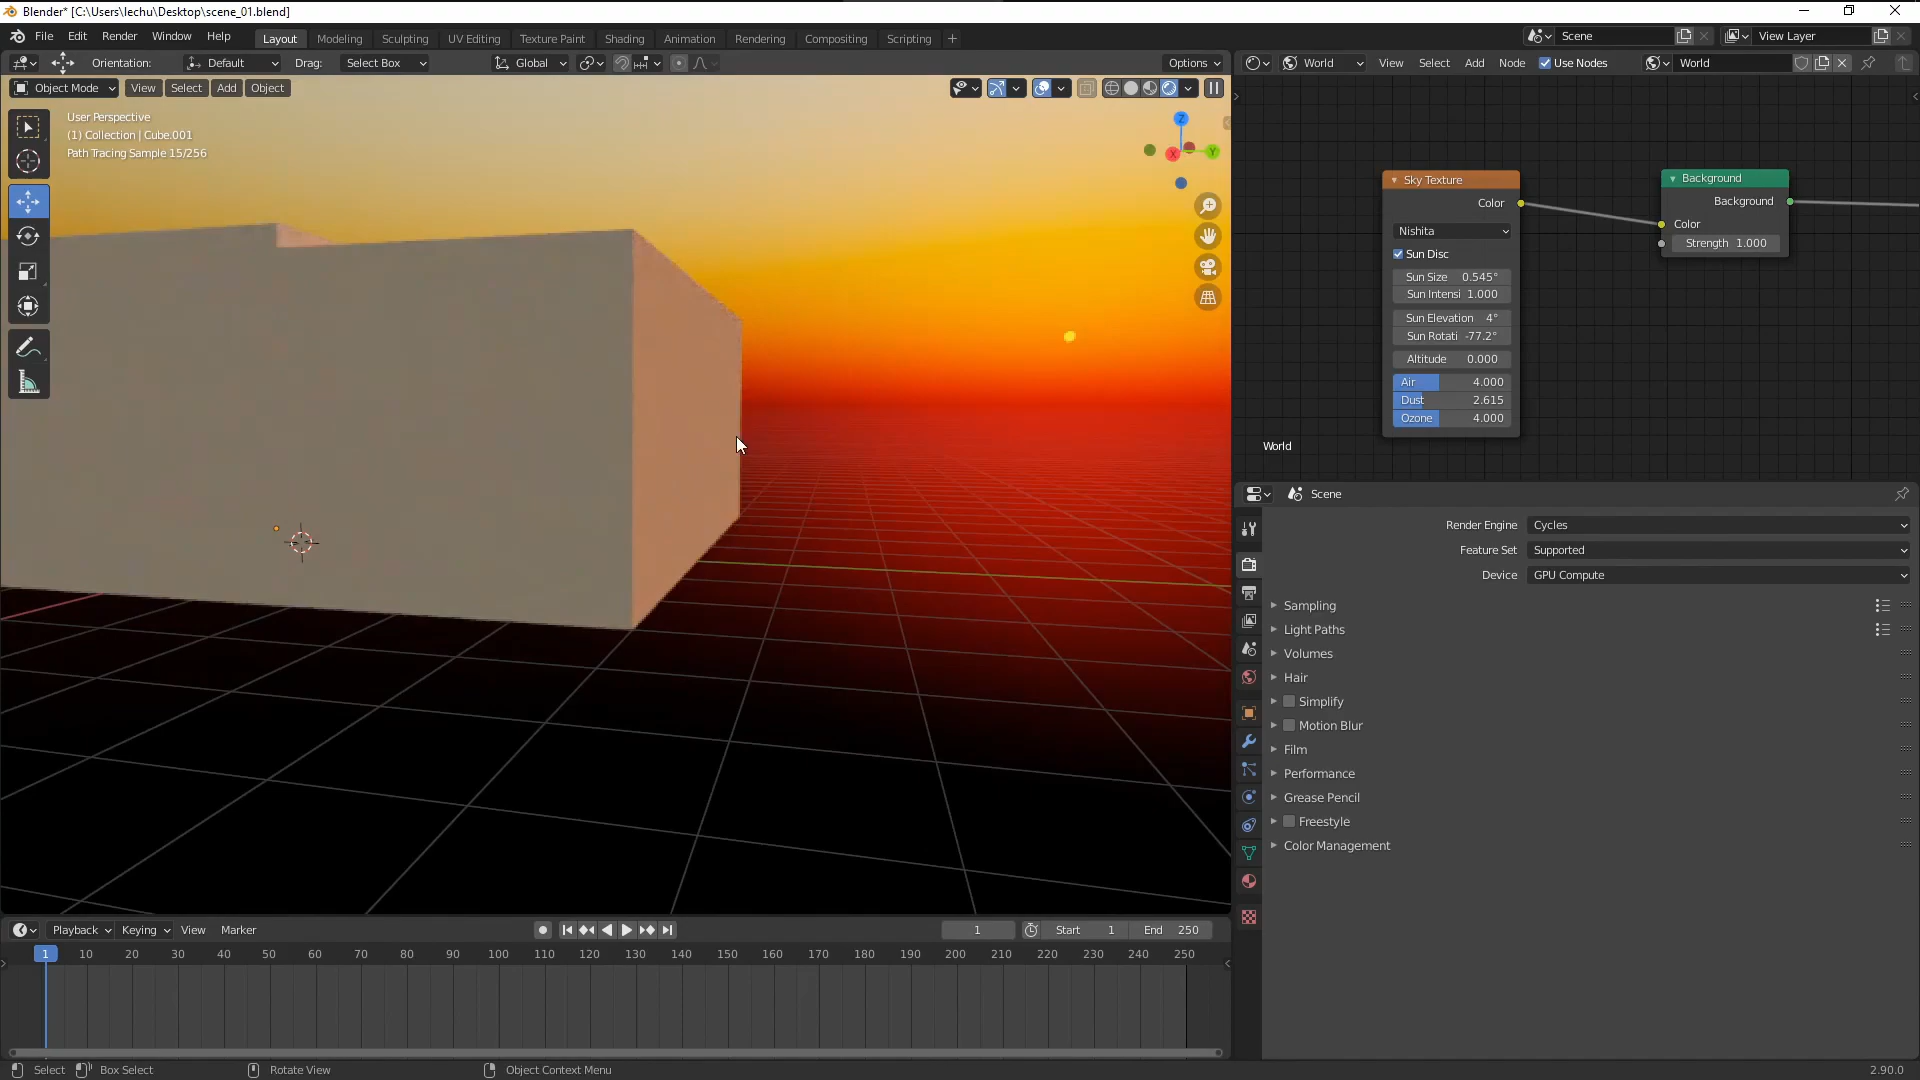 Blender* [C:\Users\lechu\Desktop\scene_01.blend]
File Edit Render Window Help
Layout Modeling Sculpting UV Editing Texture Paint Shading Animation Rendering Compositing Scripting +
Scene
View Layer
Orientation: Default Drag: Select Box Global Options
World View Select Add Node Use Nodes World
Object Mode View Select Add Object
User Perspective
(1) Collection | Cube.001
Path Tracing Sample 15/256
Z
X
Y
Sky Texture
Color
Nishita
Sun Disc
Sun Size 0.545°
Sun Intensi 1.000
Sun Elevation 4°
Sun Rotati -77.2°
Altitude 0.000
Air 4.000
Dust 2.615
Ozone 4.000
Background
Background
Color
Strength 1.000
World
Scene
Render Engine Cycles
Feature Set Supported
Device GPU Compute
Sampling
Light Paths
Volumes
Hair
Simplify
Motion Blur
Film
Performance
Grease Pencil
Freestyle
Color Management
Playback Keying View Marker 1 Start 1 End 250
1 10 20 30 40 50 60 70 80 90 100 110 120 130 140 150 160 170 180 190 200 210 220 230 240 250
Select Box Select Rotate View Object Context Menu 2.90.0